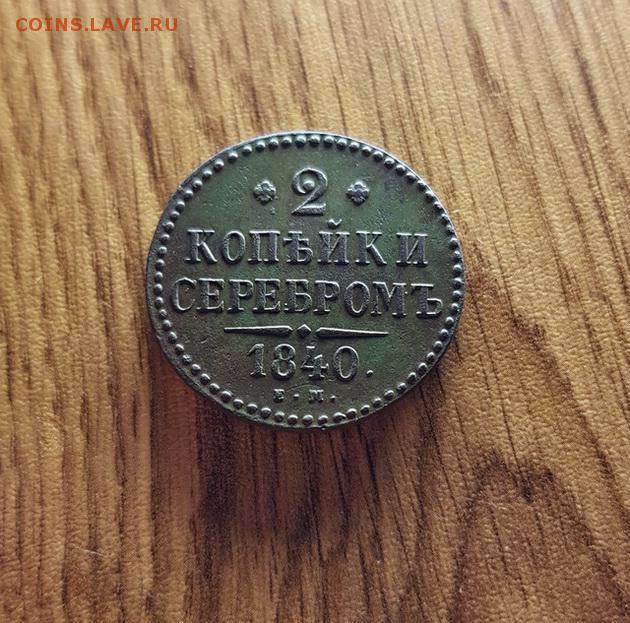 COINS.LAVE.RU
2
КОПѢЙКИ
СЕРЕБРОМЪ
1840.
Е.М.